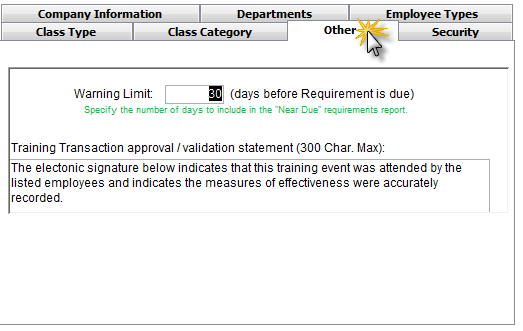 Company Information Departments Employee Types
Class Type Class Category Other Security
Warning Limit: 30 (days before Requirement is due)
Specify the number of days to include in the "Near Due" requirements report.
Training Transaction approval / validation statement (300 Char. Max):
The electonic signature below indicates that this training event was attended by the
listed employees and indicates the measures of effectiveness were accurately
recorded.